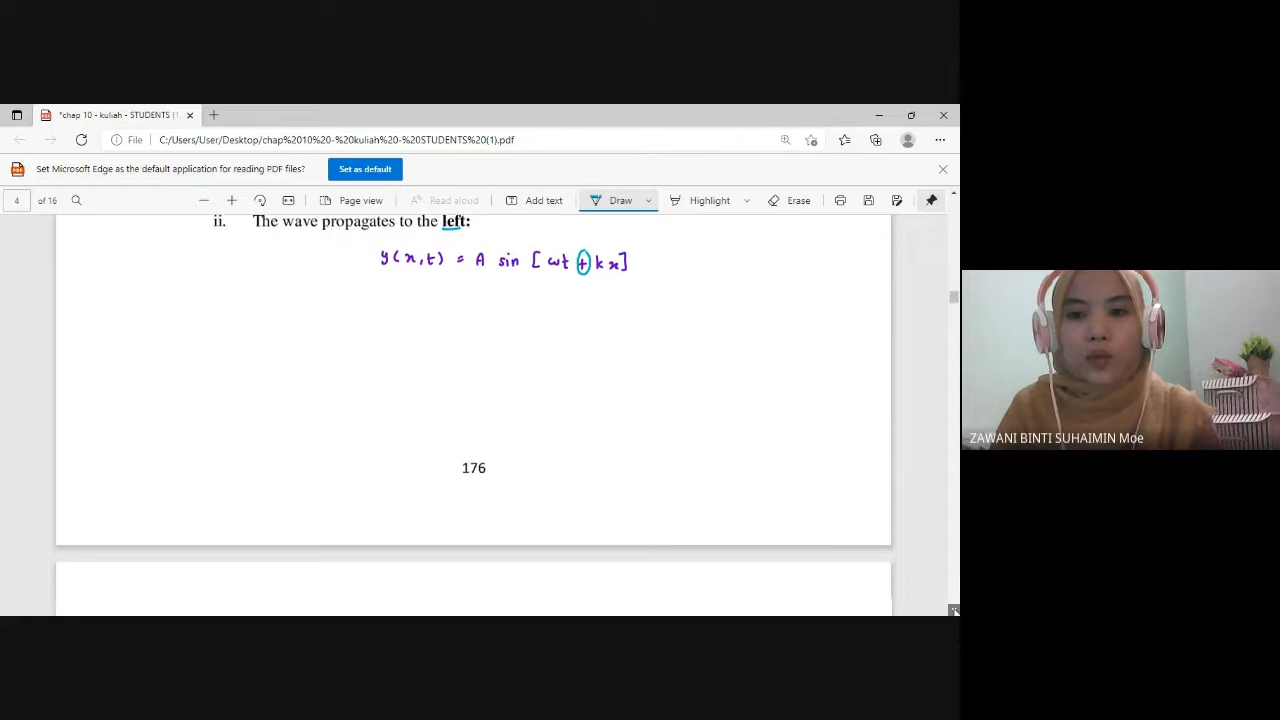 *chap 10 - kuliah - STUDENTS (1
File C:/Users/User/Desktop/chap%2010%20-%20kuliah%20-%20STUDENTS%20(1).pdf
Set Microsoft Edge as the default application for reading PDF files? Set as default
4 of 16 Page view Read aloud Add text Draw Highlight Erase
ii. The wave propagates to the left:
y(x,t) = A sin [ωt + kx]
176
ZAWANI BINTI SUHAIMIN Moe